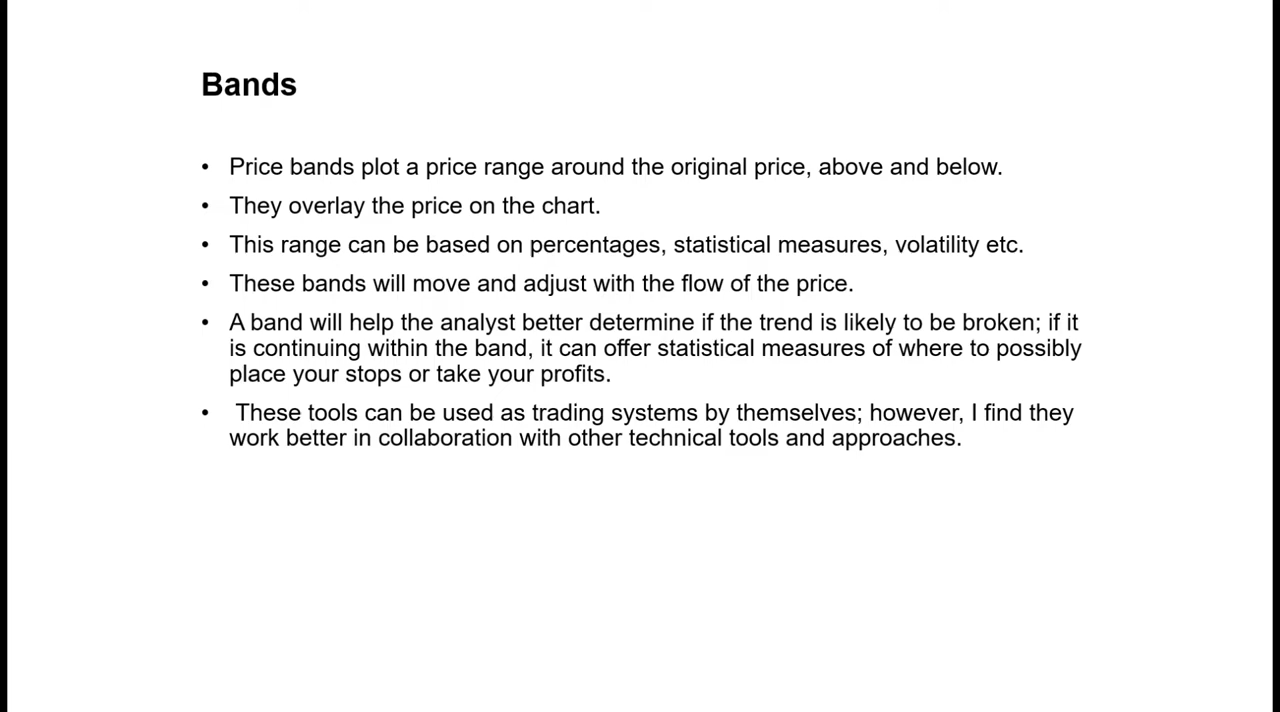 Bands
• Price bands plot a price range around the original price, above and below.
• They overlay the price on the chart.
• This range can be based on percentages, statistical measures, volatility etc.
• These bands will move and adjust with the flow of the price.
• A band will help the analyst better determine if the trend is likely to be broken; if it
is continuing within the band, it can offer statistical measures of where to possibly
place your stops or take your profits.
• These tools can be used as trading systems by themselves; however, I find they
work better in collaboration with other technical tools and approaches.